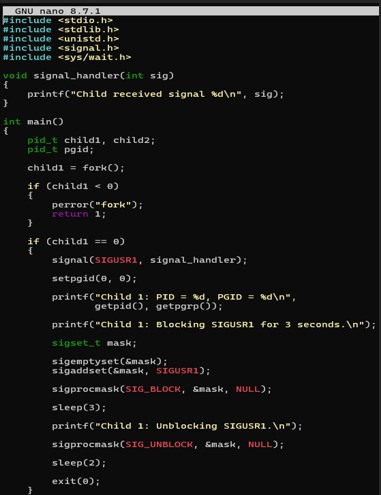 GNU nano 8.7.1
#include <stdio.h>
#include <stdlib.h>
#include <unistd.h>
#include <signal.h>
#include <sys/wait.h>
void signal_handler(int sig)
{
    printf("Child received signal %d\n", sig);
}
int main()
{
    pid_t child1, child2;
    pid_t pgid;
    child1 = fork();
    if (child1 < 0)
    {
        perror("fork");
        return 1;
    }
    if (child1 == 0)
    {
        signal(SIGUSR1, signal_handler);
        setpgid(0, 0);
        printf("Child 1: PID = %d, PGID = %d\n",
               getpid(), getpgrp());
        printf("Child 1: Blocking SIGUSR1 for 3 seconds.\n");
        sigset_t mask;
        sigemptyset(&mask);
        sigaddset(&mask, SIGUSR1);
        sigprocmask(SIG_BLOCK, &mask, NULL);
        sleep(3);
        printf("Child 1: Unblocking SIGUSR1.\n");
        sigprocmask(SIG_UNBLOCK, &mask, NULL);
        sleep(2);
        exit(0);
    }